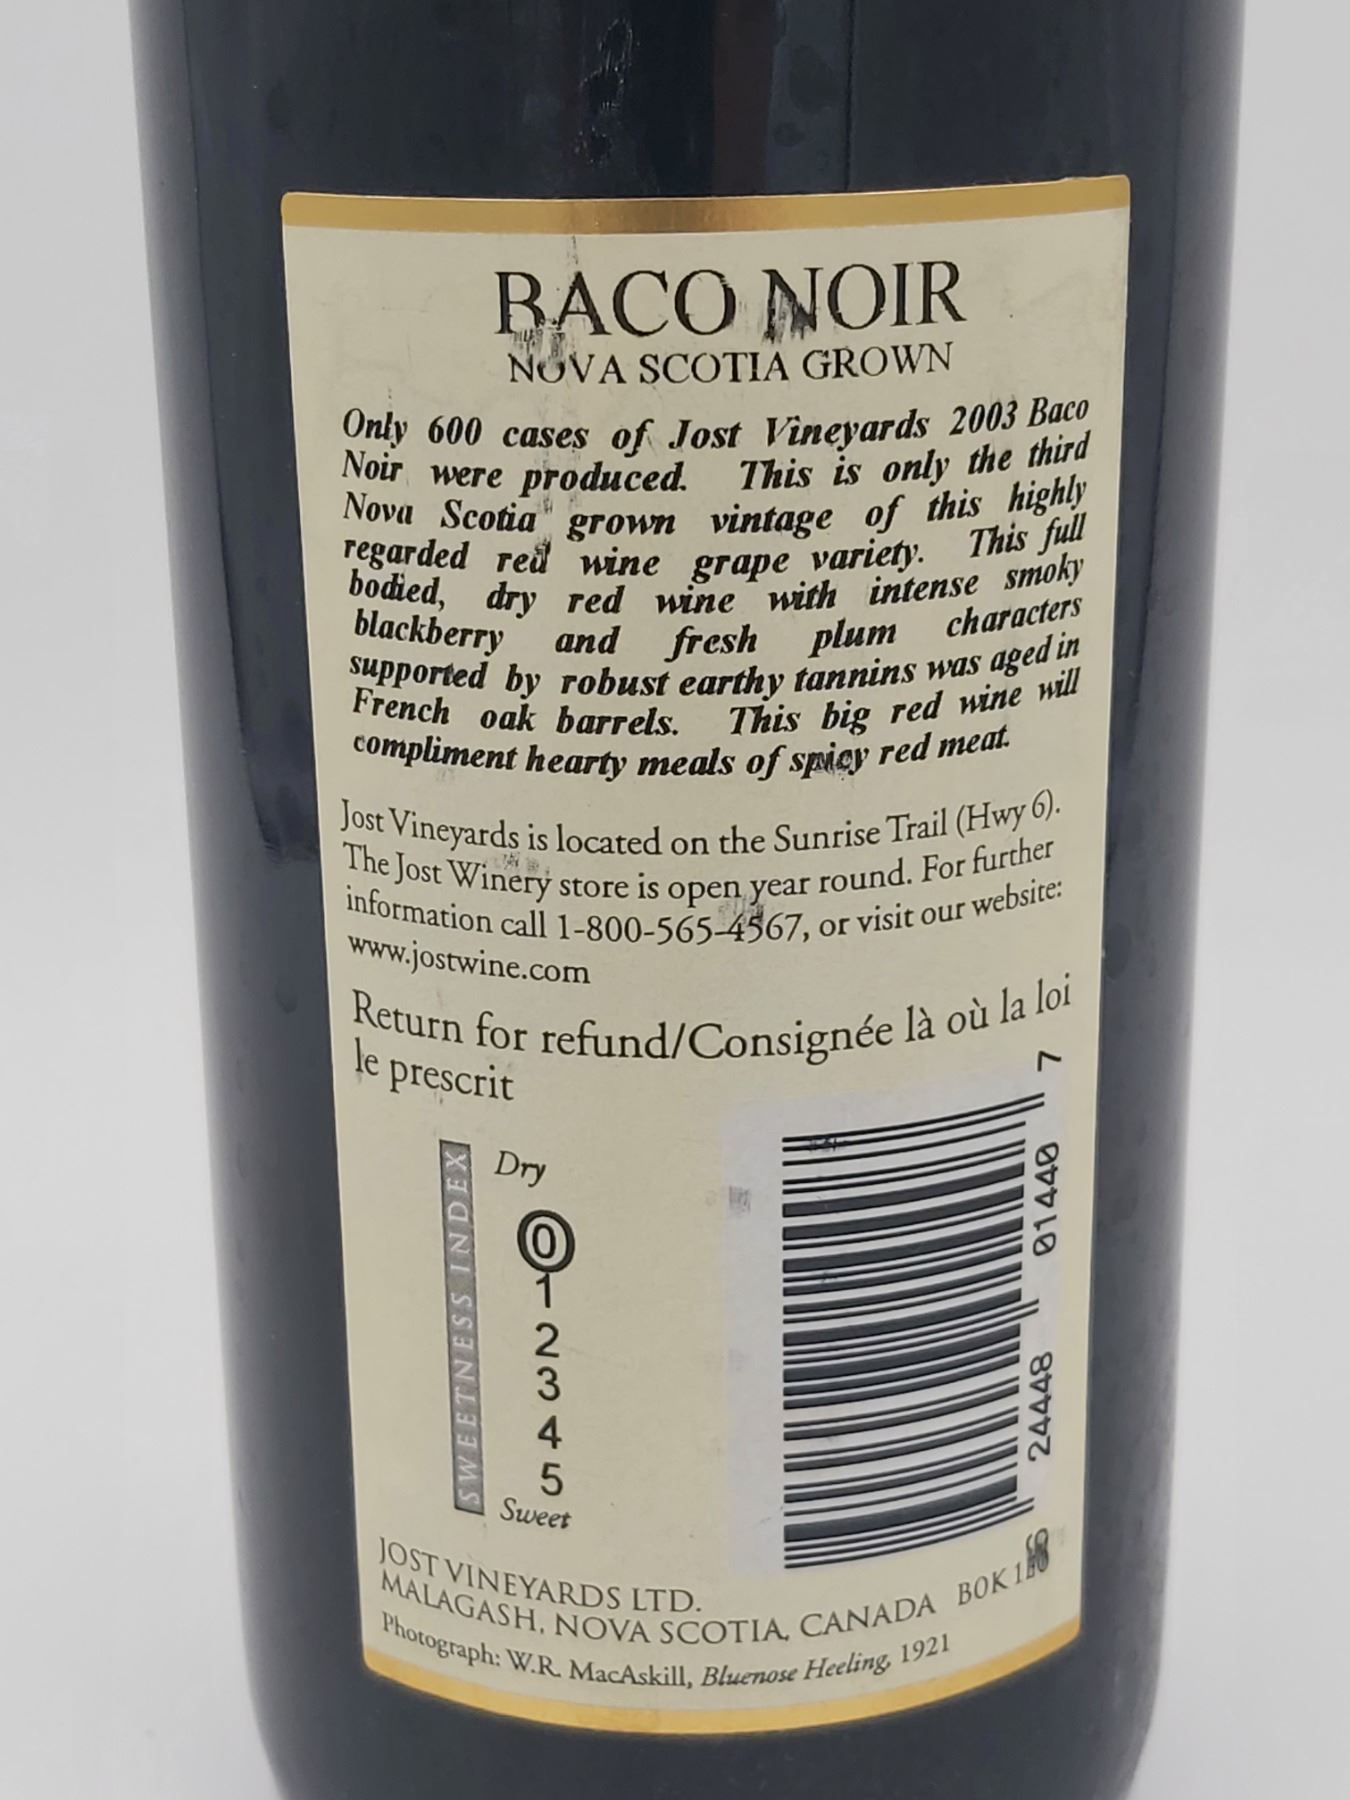 BACO NOIR
NOVA SCOTIA GROWN
Only 600 cases of Jost Vineyards 2003 Baco
Noir were produced. This is only the third
Nova Scotia grown vintage of this highly
regarded red wine grape variety. This full
bodied, dry red wine with intense smoky
blackberry and fresh plum characters
supported by robust earthy tannins was aged in
French oak barrels. This big red wine will
compliment hearty meals of spicy red meat.
Jost Vineyards is located on the Sunrise Trail (Hwy 6).
The Jost Winery store is open year round. For further
information call 1-800-565-4567, or visit our website:
www.jostwine.com
Return for refund/Consignée là où la loi
le prescrit
SWEETNESS INDEX
Dry
0
1
2
3
4
5
Sweet
24448 01440 7
JOST VINEYARDS LTD.
MALAGASH, NOVA SCOTIA, CANADA B0K
Photograph: W.R. MacAskill, Bluenose Heeling, 1921